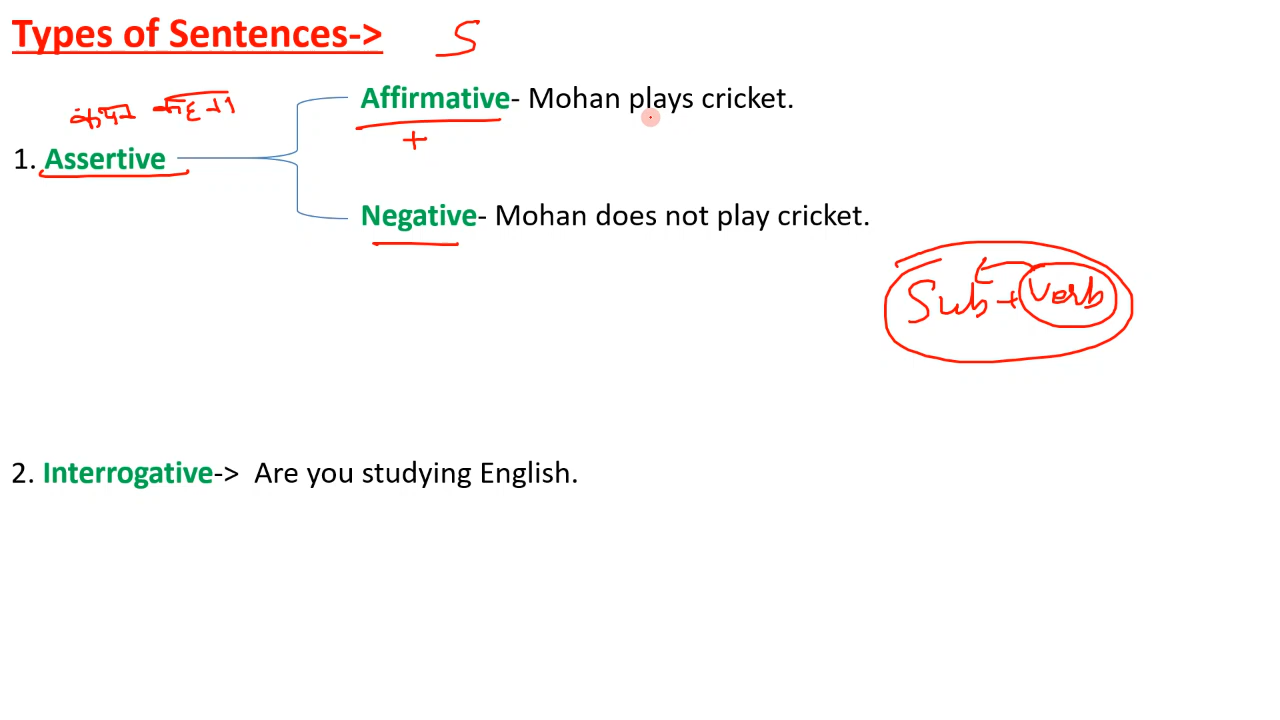 Types of Sentences-> 5
कथन कहना
Affirmative- Mohan plays cricket.
+
1. Assertive
Negative- Mohan does not play cricket.
Sub + Verb
2. Interrogative-> Are you studying English.